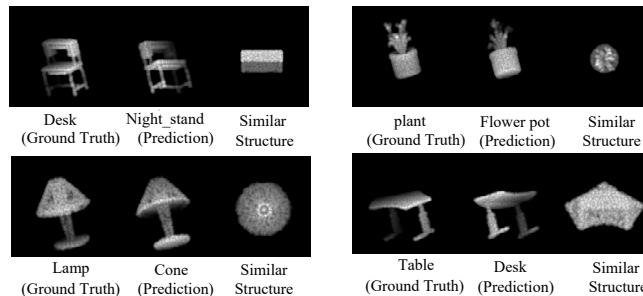 Desk Night_stand Similar
(Ground Truth) (Prediction) Structure
plant Flower pot Similar
(Ground Truth) (Prediction) Structure
Lamp Cone Similar
(Ground Truth) (Prediction) Structure
Table Desk Similar
(Ground Truth) (Prediction) Structure